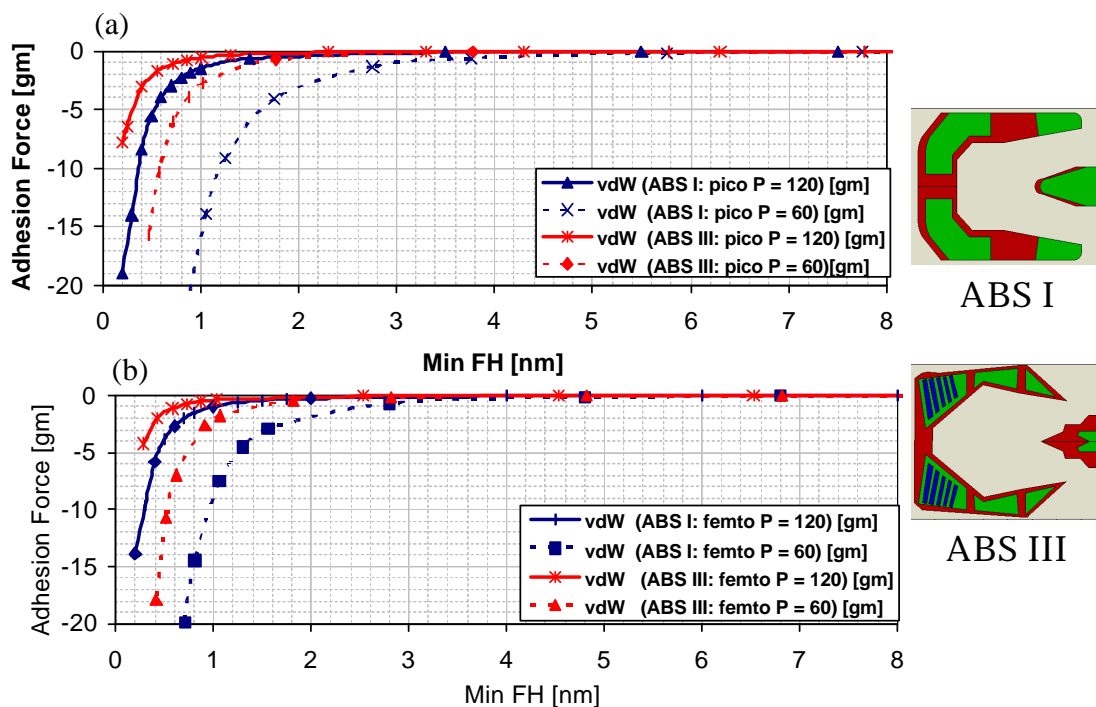 (a)
0
-5
-10
-15
-20
Adhesion Force [gm]
vdW (ABS I: pico P = 120) [gm]
vdW (ABS I: pico P = 60) [gm]
vdW (ABS III: pico P = 120) [gm]
vdW (ABS III: pico P = 60)[gm]
0 1 2 3 4 5 6 7 8
Min FH [nm]
ABS I
(b)
0
-5
-10
-15
-20
Adhesion Force [gm]
vdW (ABS I: femto P = 120) [gm]
vdW (ABS I: femto P = 60) [gm]
vdW (ABS III: femto P = 120) [gm]
vdW (ABS III: femto P = 60) [gm]
0 1 2 3 4 5 6 7 8
Min FH [nm]
ABS III